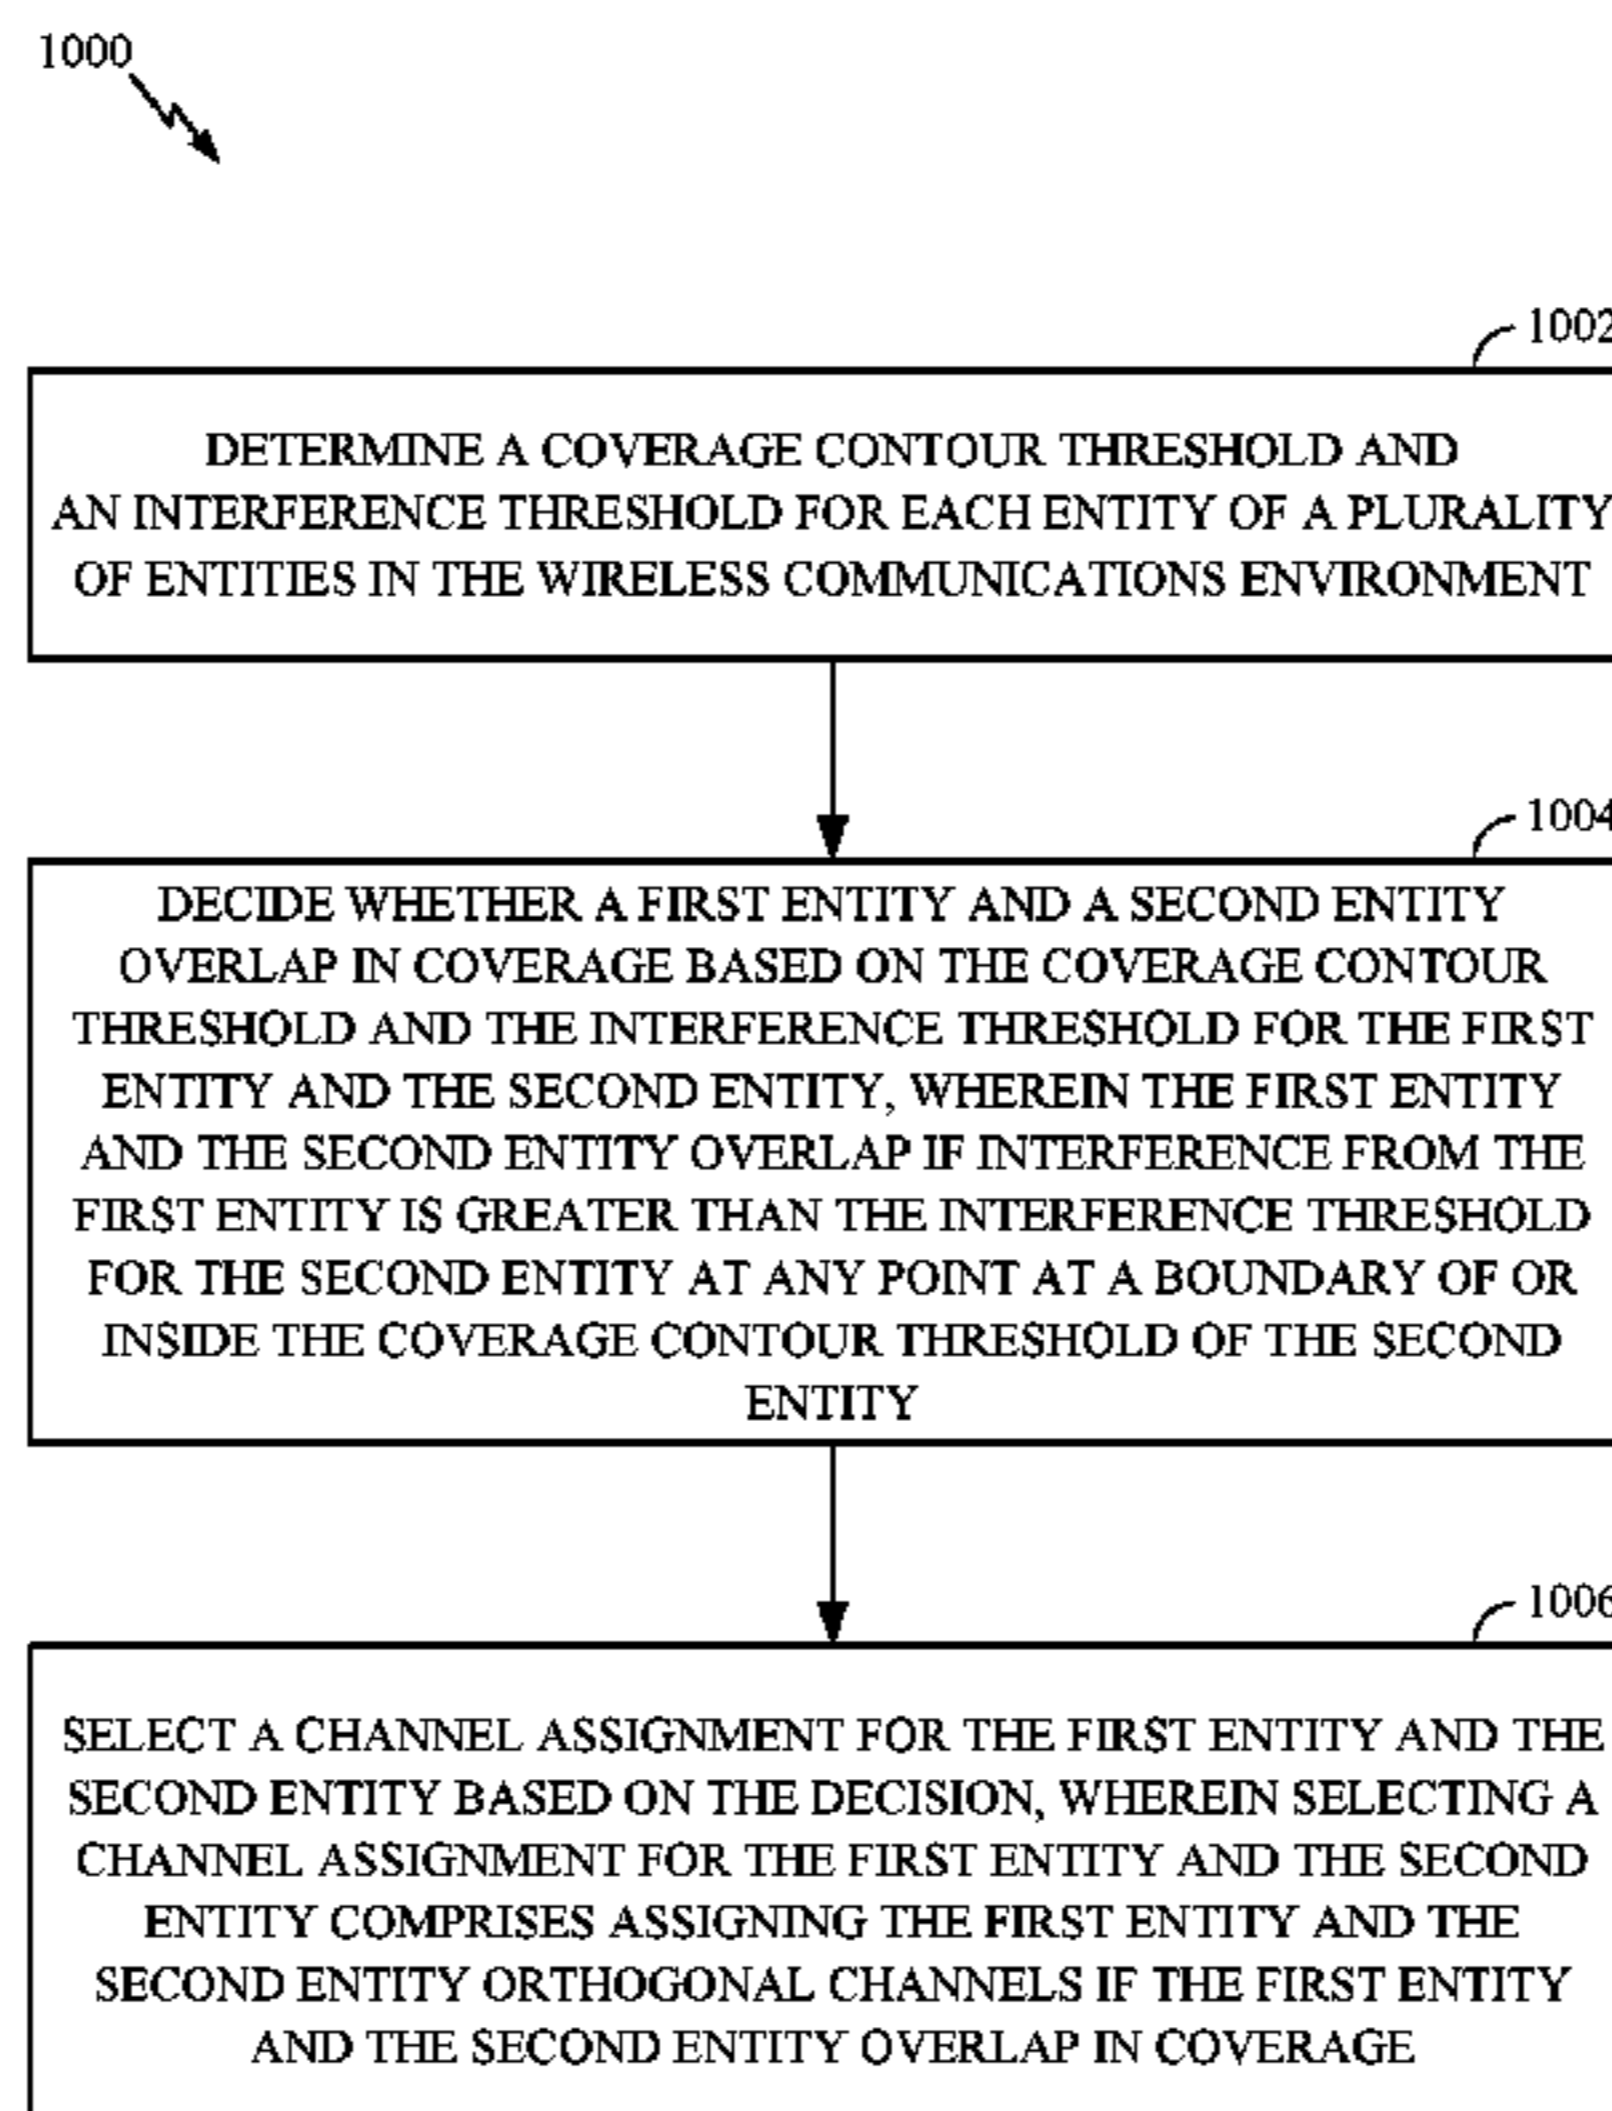 1000
1002
DETERMINE A COVERAGE CONTOUR THRESHOLD AND
AN INTERFERENCE THRESHOLD FOR EACH ENTITY OF A PLURALITY
OF ENTITIES IN THE WIRELESS COMMUNICATIONS ENVIRONMENT
1004
DECIDE WHETHER A FIRST ENTITY AND A SECOND ENTITY
OVERLAP IN COVERAGE BASED ON THE COVERAGE CONTOUR
THRESHOLD AND THE INTERFERENCE THRESHOLD FOR THE FIRST
ENTITY AND THE SECOND ENTITY, WHEREIN THE FIRST ENTITY
AND THE SECOND ENTITY OVERLAP IF INTERFERENCE FROM THE
FIRST ENTITY IS GREATER THAN THE INTERFERENCE THRESHOLD
FOR THE SECOND ENTITY AT ANY POINT AT A BOUNDARY OF OR
INSIDE THE COVERAGE CONTOUR THRESHOLD OF THE SECOND
ENTITY
1006
SELECT A CHANNEL ASSIGNMENT FOR THE FIRST ENTITY AND THE
SECOND ENTITY BASED ON THE DECISION, WHEREIN SELECTING A
CHANNEL ASSIGNMENT FOR THE FIRST ENTITY AND THE SECOND
ENTITY COMPRISES ASSIGNING THE FIRST ENTITY AND THE
SECOND ENTITY ORTHOGONAL CHANNELS IF THE FIRST ENTITY
AND THE SECOND ENTITY OVERLAP IN COVERAGE